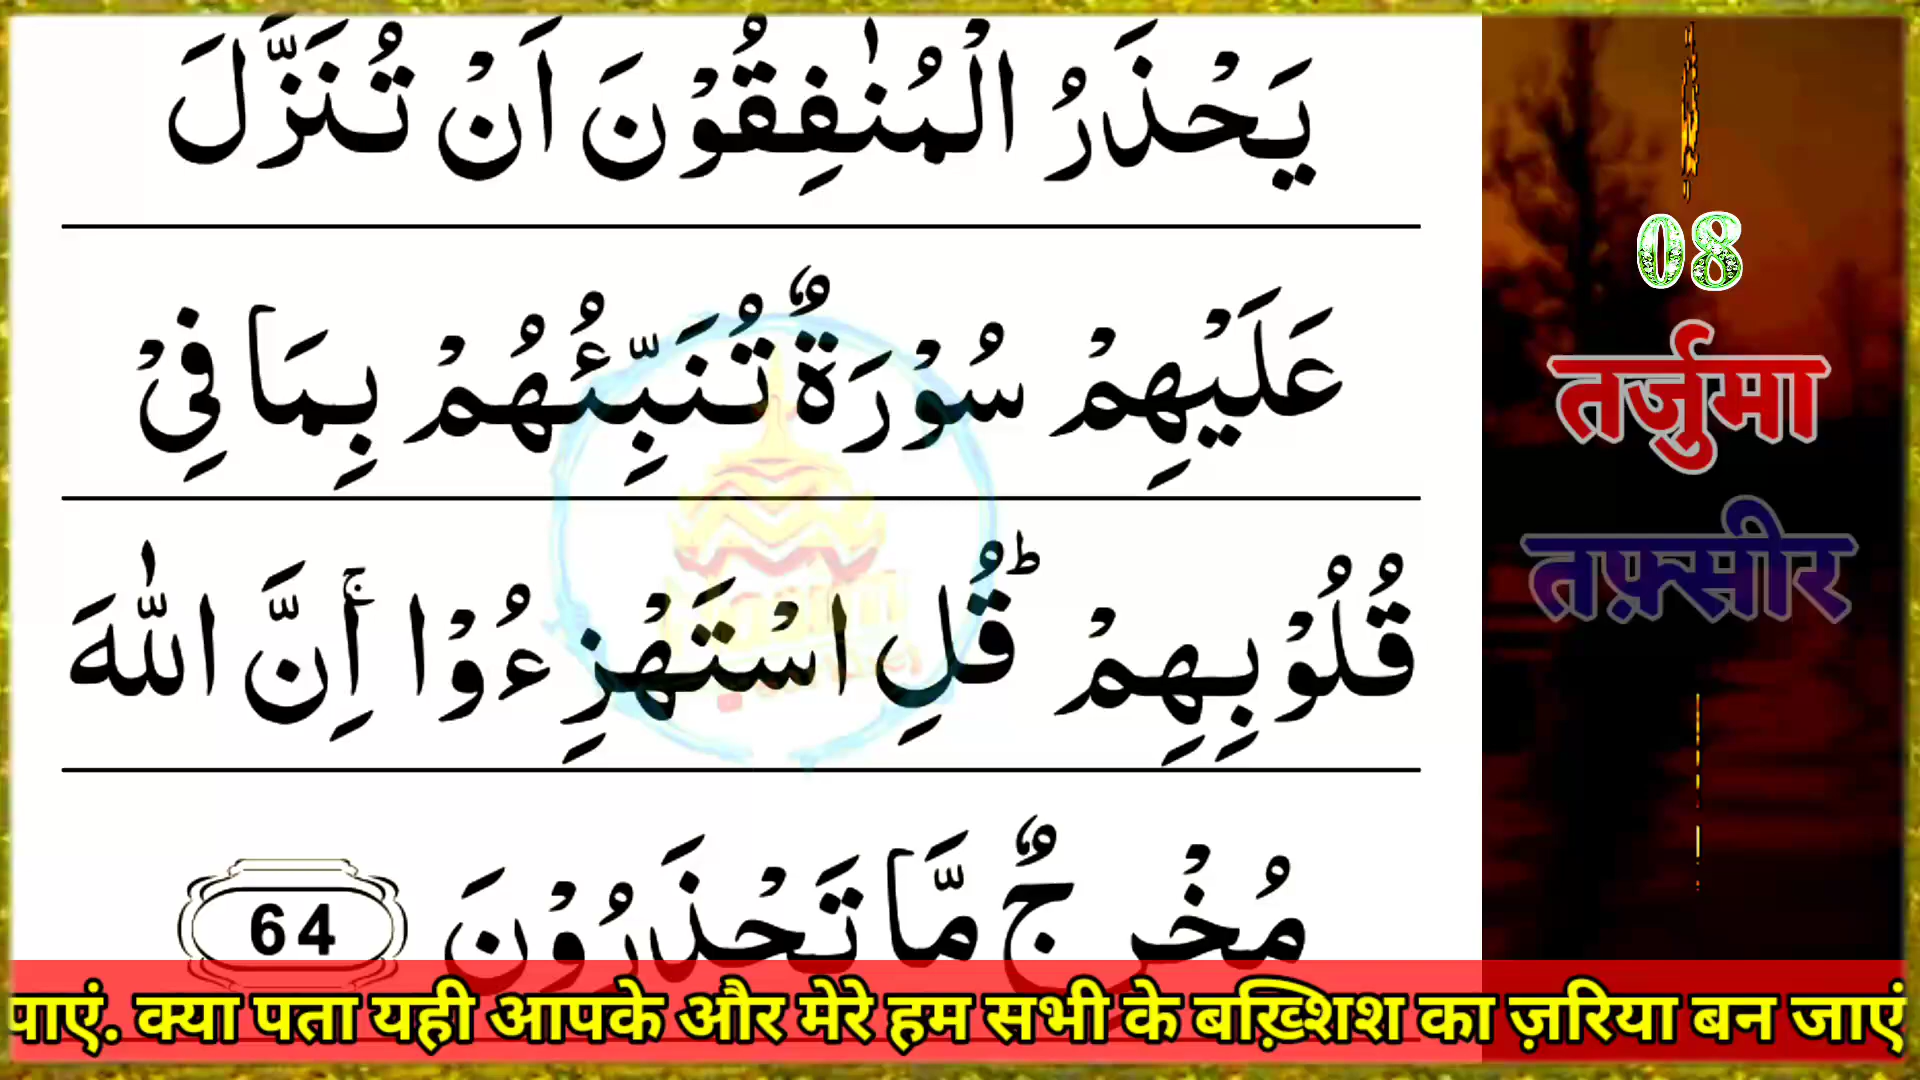 يَحْذَرُ الْمُنٰفِقُوْنَ اَنْ تُنَزَّلَ
عَلَيْهِمْ سُوْرَةٌ تُنَبِّئُهُمْ بِمَا فِيْ
قُلُوْبِهِمْ ؕ قُلِ اسْتَهْزِءُوْا ۚ اِنَّ اللّٰهَ
مُخْرِجٌ مَّا تَحْذَرُوْنَ 64
08
तर्जुमा
तफ़्सीर
पाएं. क्या पता यही आपके और मेरे हम सभी के बख़्शिश का ज़रिया बन जाएं